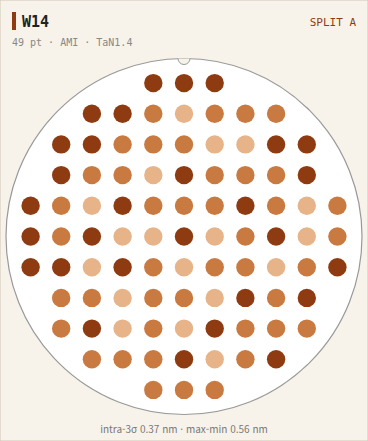 W14
SPLIT A
49 pt · AMI · TaN1.4
intra-3σ 0.37 nm · max-min 0.56 nm